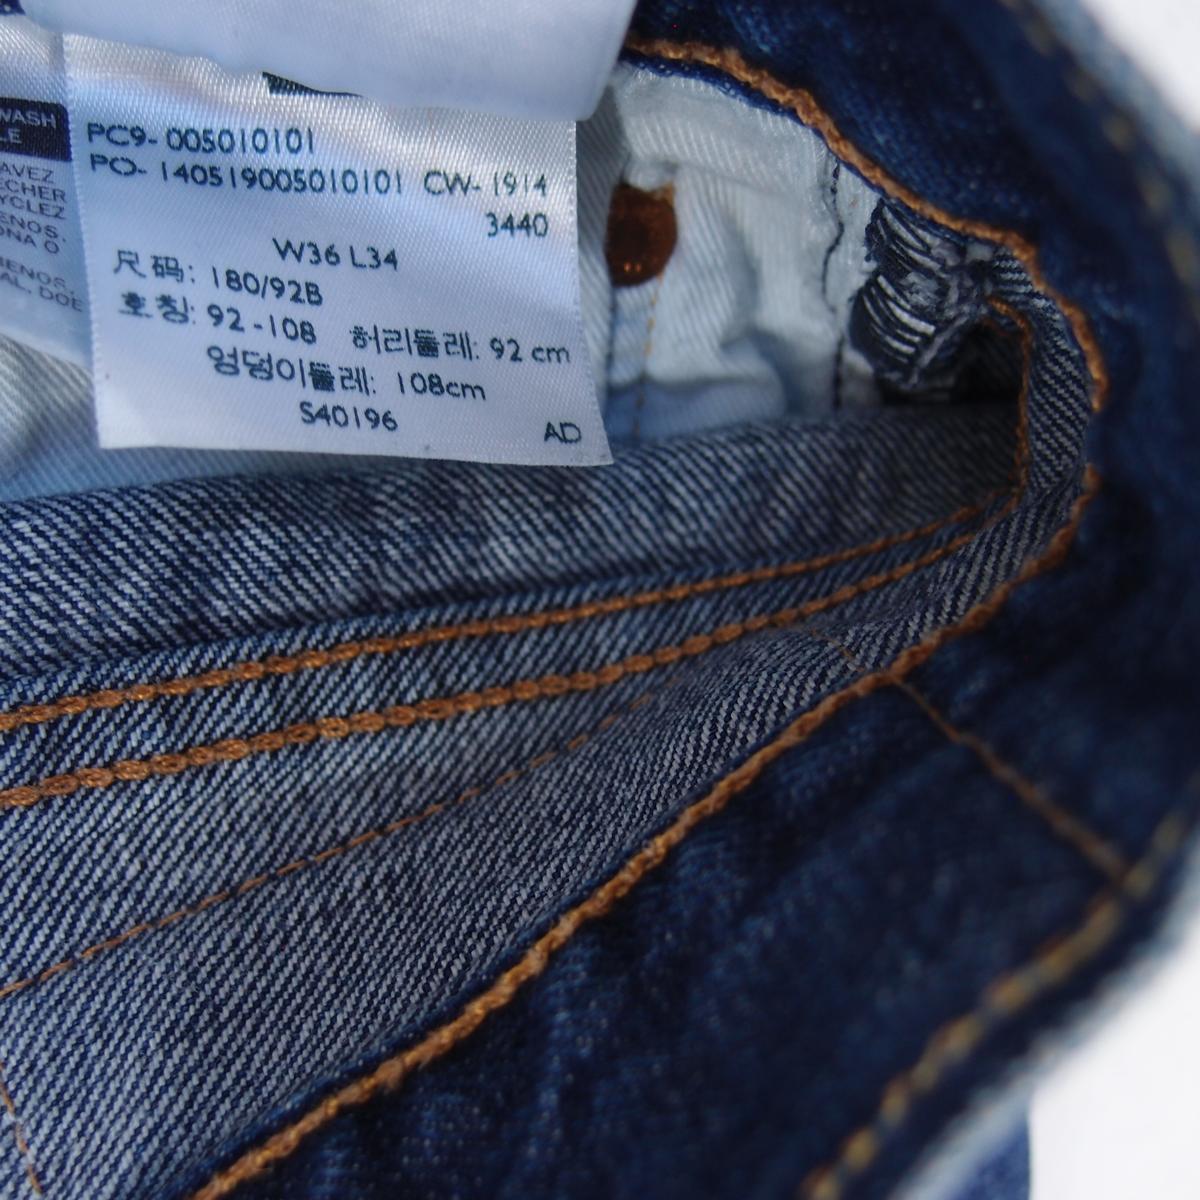 WASH
LE
AVEZ
ECHER
YCLEZ
ENOS.
ONA O
MENOS.
AL, DOE
PC9- 005010101
PO- 140519005010101 CW- 1914
3440
W36 L34
尺码: 180/92B
호칭: 92 -108 허리둘레: 92 cm
엉덩이둘레: 108cm
S40196 AD